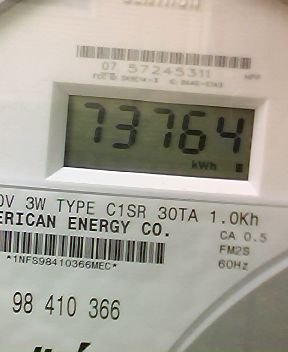 07 57245311
73764
kWh
0V 3W TYPE C1SR 30TA 1.0Kh
ERICAN ENERGY CO.
CA 0.5
FM2S
60Hz
*1NFS98410366MEC*
98 410 366